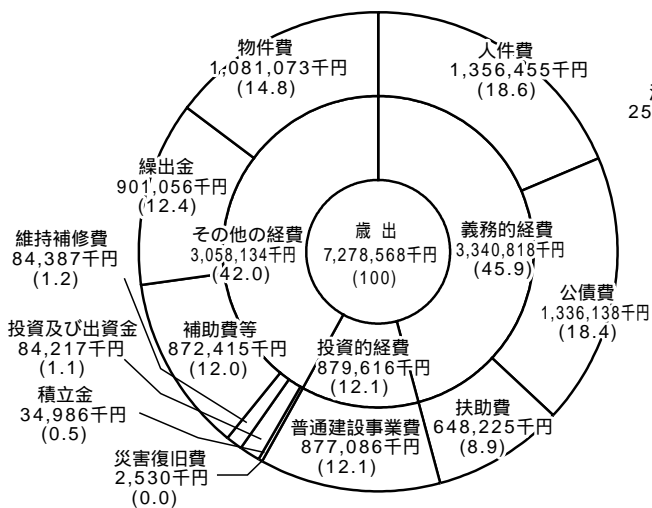 物件費
1,081,073千円
(14.8)
人件費
1,356,455千円
(18.6)
25
繰出金
901,056千円
(12.4)
維持補修費
84,387千円
(1.2)
その他の経費
3,058,134千円
(42.0)
歳 出
7,278,568千円
(100)
義務的経費
3,340,818千円
(45.9)
公債費
1,336,138千円
(18.4)
投資及び出資金
84,217千円
(1.1)
補助費等
872,415千円
(12.0)
投資的経費
879,616千円
(12.1)
積立金
34,986千円
(0.5)
普通建設事業費
877,086千円
(12.1)
扶助費
648,225千円
(8.9)
災害復旧費
2,530千円
(0.0)